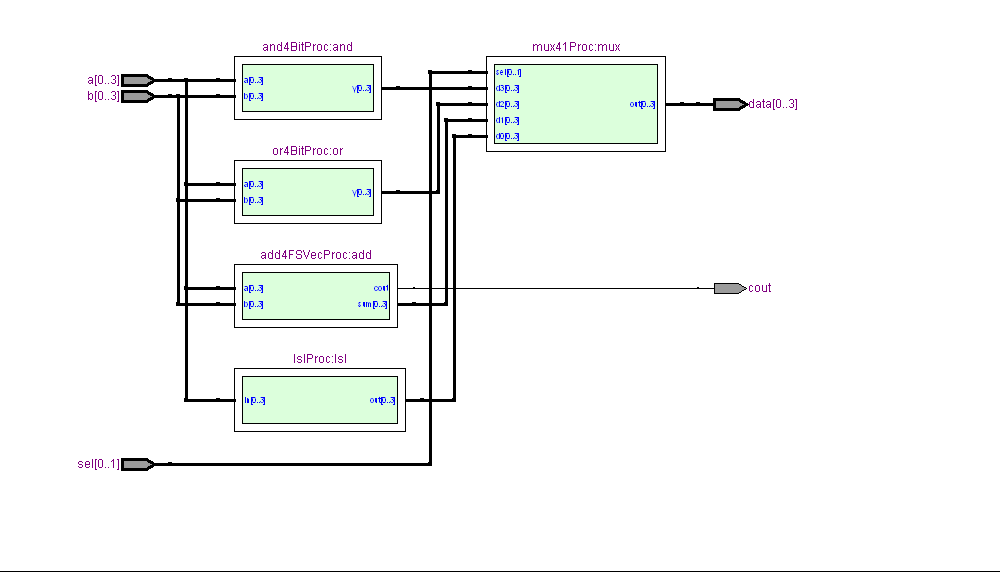 and4BitProc:and
mux41Proc:mux
a[0..3]
b[0..3]
a[0..3]
b[0..3]
y[0..3]
sel[0..1]
d3[0..3]
d2[0..3]
d1[0..3]
d0[0..3]
out[0..3]
data[0..3]
or4BitProc:or
a[0..3]
b[0..3]
y[0..3]
add4FSVecProc:add
a[0..3]
b[0..3]
cout
sum[0..3]
cout
lslProc:lsl
in[0..3]
out[0..3]
sel[0..1]